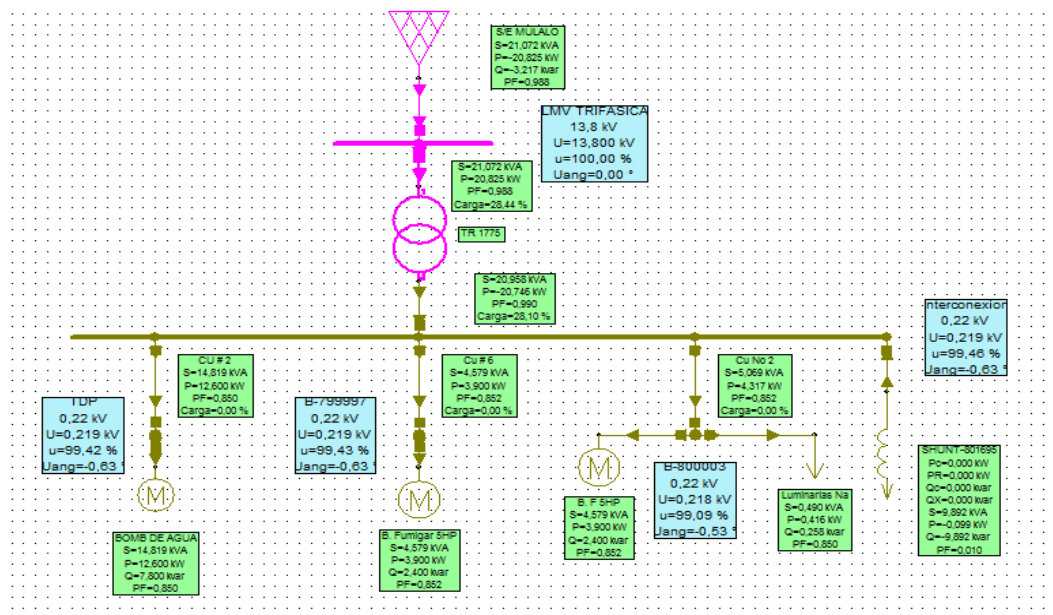 S/E MULALO
S=21,072 kVA
P=-20,825 kW
Q=-3,217 kvar
PF=0,988
LMV TRIFASICA
13,8 kV
U=13,800 kV
u=100,00 %
Uang=0,00 °
S=21,072 kVA
P=20,825 kW
PF=0,988
Carga=28,44 %
TR 1775
S=20,958 kVA
P=-20,746 kW
PF=0,990
Carga=28,10 %
nterconexion
0,22 kV
U=0,219 kV
u=99,46 %
Uang=-0,63 °
CU # 2
S=14,819 kVA
P=12,600 kW
PF=0,850
Carga=0,00 %
Cu # 6
S=4,579 kVA
P=3,900 kW
PF=0,852
Carga=0,00 %
Cu No 2
S=5,069 kVA
P=4,317 kW
PF=0,852
Carga=0,00 %
TDP
0,22 kV
U=0,219 kV
u=99,42 %
Uang=-0,63 °
B-799997
0,22 kV
U=0,219 kV
u=99,43 %
Uang=-0,63 °
B-800003
0,22 kV
U=0,218 kV
u=99,09 %
Uang=-0,53 °
SHUNT-801695
Pc=0,000 kW
PR=0,000 kW
Qc=0,000 kvar
QX=0,000 kvar
S=9,892 kVA
P=-0,099 kW
Q=-9,892 kvar
PF=0,010
M
M
M
BOMB DE AGUA
S=14,819 kVA
P=12,600 kW
Q=7,800 kvar
PF=0,850
B. Fumigar 5HP
S=4,579 kVA
P=3,900 kW
Q=2,400 kvar
PF=0,852
B. F 5HP
S=4,579 kVA
P=3,900 kW
Q=2,400 kvar
PF=0,852
Luminarias Na
S=0,490 kVA
P=0,416 kW
Q=0,258 kvar
PF=0,850